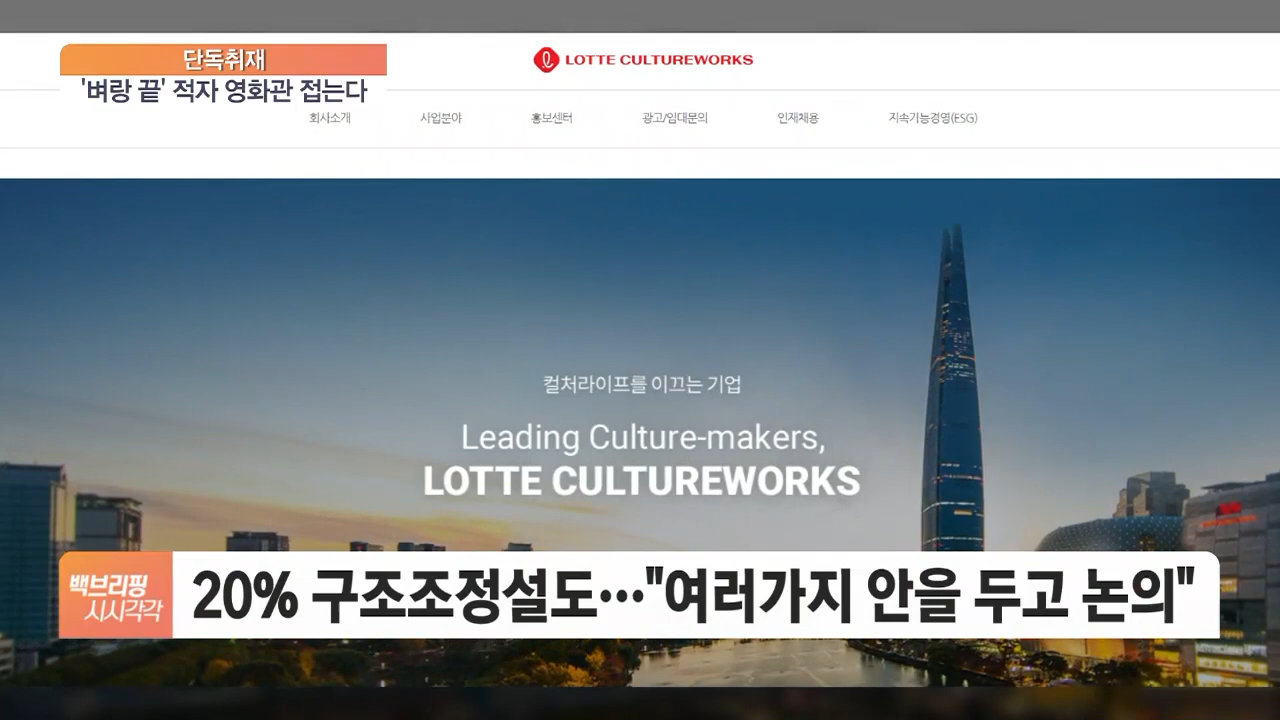 단독취재
'벼랑 끝' 적자 영화관 접는다
LOTTE CULTUREWORKS
회사소개 사업분야 홍보센터 광고/임대문의 인재채용 지속가능경영(ESG)
컬처라이프를 이끄는 기업
Leading Culture-makers,
LOTTE CULTUREWORKS
백브리핑
시시각각
20% 구조조정설도…"여러가지 안을 두고 논의"